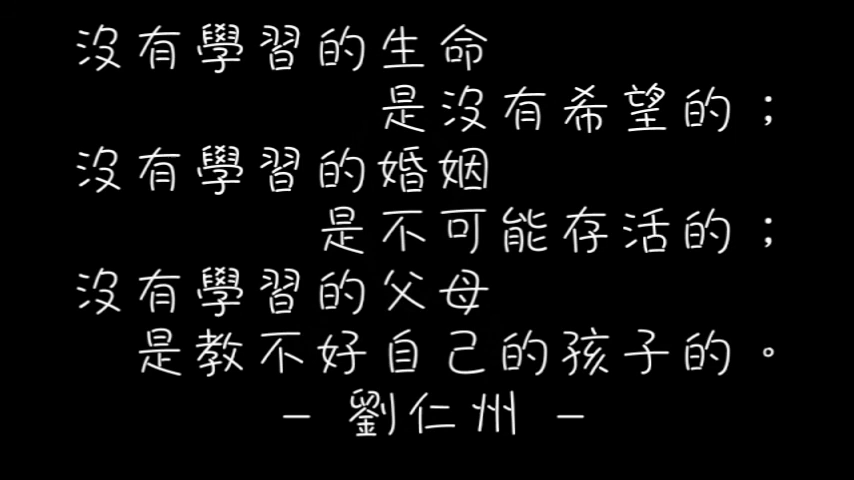 沒有學習的生命
是沒有希望的；
沒有學習的婚姻
是不可能存活的；
沒有學習的父母
是教不好自己的孩子的。
– 劉仁州 –